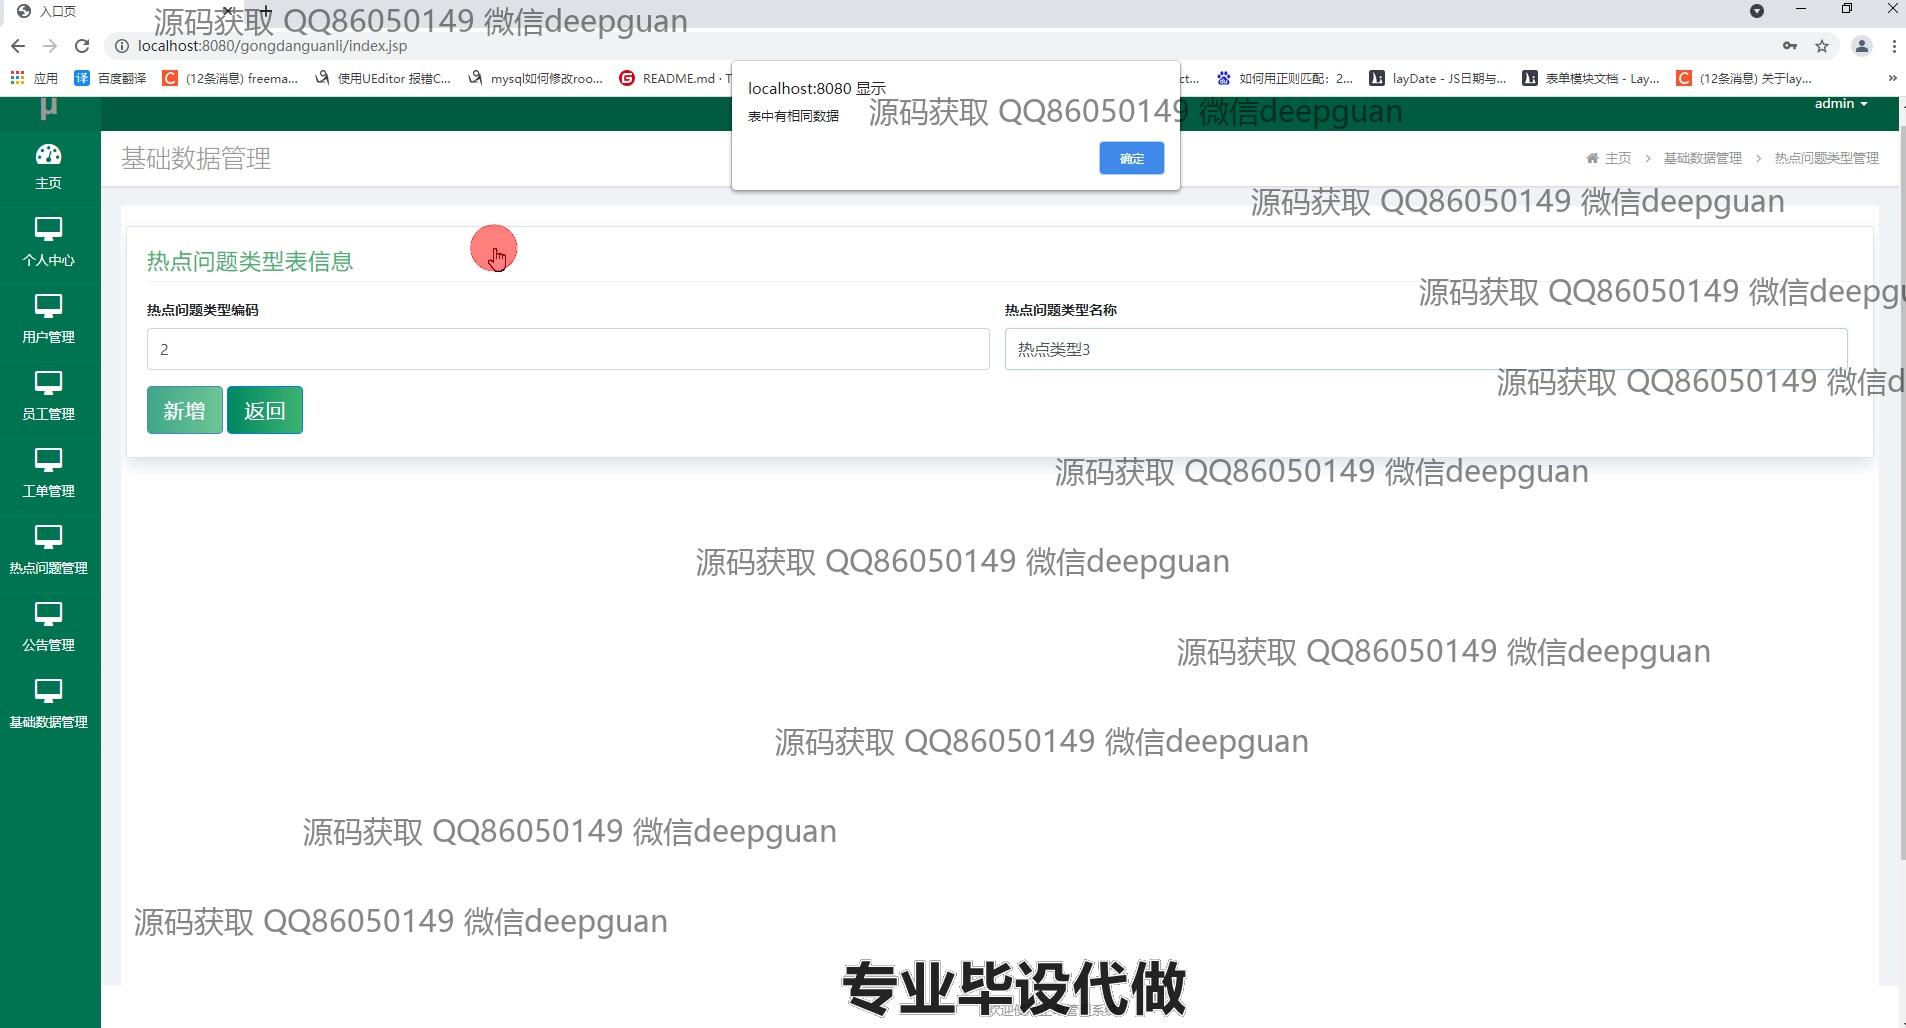 入口页
源码获取 QQ86050149 微信deepguan
localhost:8080/gongdanguanli/index.jsp
应用
百度翻译
(12条消息) freema...
使用UEditor 报错C...
mysql如何修改roo...
README.md · T
ct...
如何用正则匹配：2...
layDate - JS日期与...
表单模块文档 - Lay...
(12条消息) 关于lay...
»
localhost:8080 显示
表中有相同数据
源码获取 QQ86050149 微信deepguan
确定
admin
μ
基础数据管理
主页 > 基础数据管理 > 热点问题类型管理
主页
源码获取 QQ86050149 微信deepguan
个人中心
热点问题类型表信息
源码获取 QQ86050149 微信deepgu
热点问题类型编码
热点问题类型名称
用户管理
2
热点类型3
源码获取 QQ86050149 微信d
新增
返回
员工管理
源码获取 QQ86050149 微信deepguan
工单管理
源码获取 QQ86050149 微信deepguan
热点问题管理
公告管理
源码获取 QQ86050149 微信deepguan
基础数据管理
源码获取 QQ86050149 微信deepguan
源码获取 QQ86050149 微信deepguan
源码获取 QQ86050149 微信deepguan
专业毕设代做